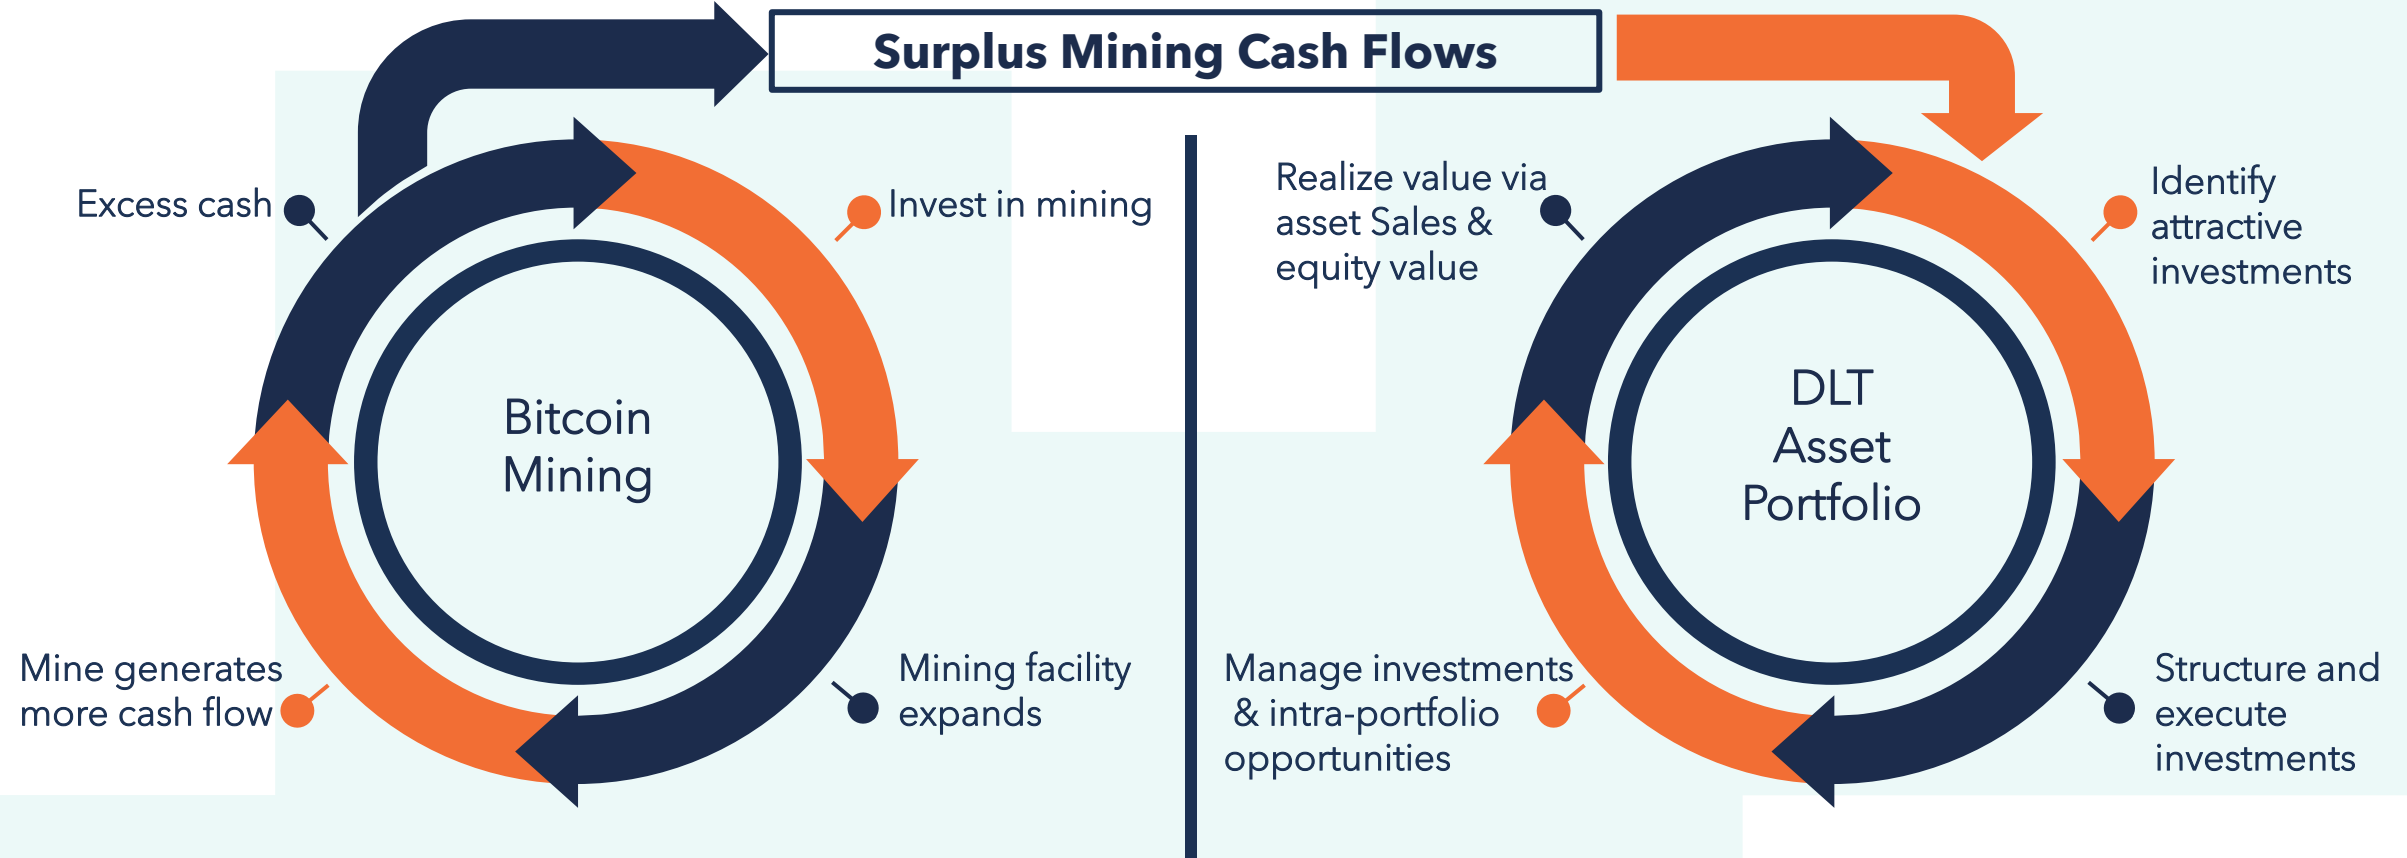 Surplus Mining Cash Flows
Excess cash
Invest in mining
Bitcoin
Mining
Mine generates
more cash flow
Mining facility
expands
Realize value via
asset Sales &
equity value
Identify
attractive
investments
DLT
Asset
Portfolio
Manage investments
& intra-portfolio
opportunities
Structure and
execute
investments